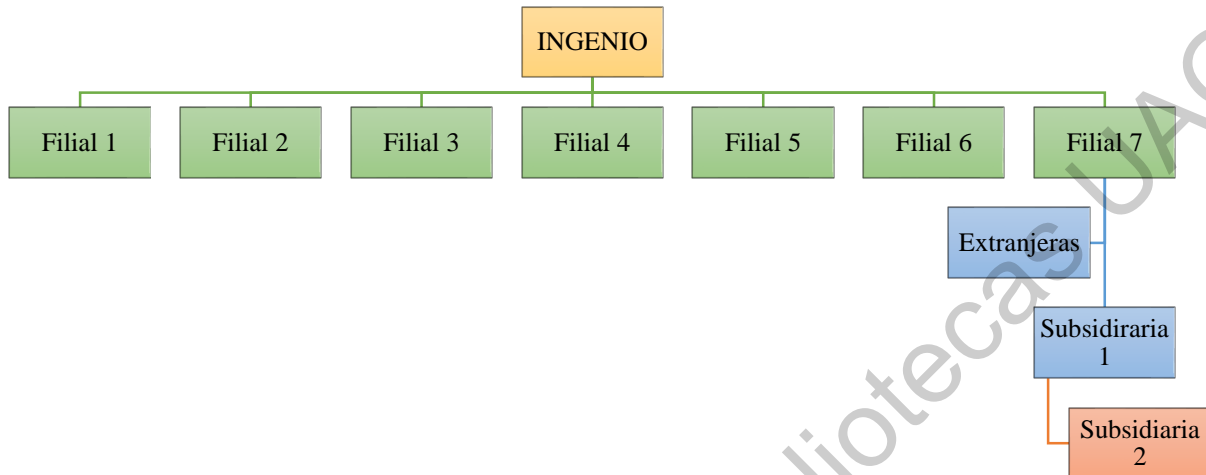 INGENIO
Filial 1
Filial 2
Filial 3
Filial 4
Filial 5
Filial 6
Filial 7
Extranjeras
Subsidiraria
1
Subsidiaria
2